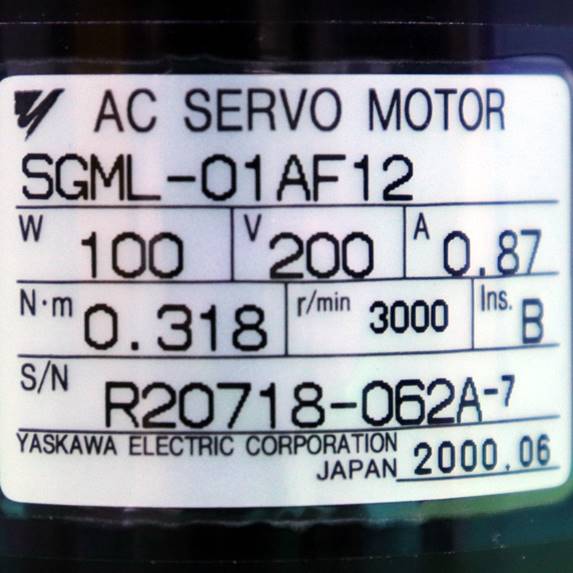 AC SERVO MOTOR
SGML-01AF12
W 100 V 200 A 0.87
N·m 0.318 r/min 3000 Ins. B
S/N R20718-062A-7
YASKAWA ELECTRIC CORPORATION
JAPAN 2000.06